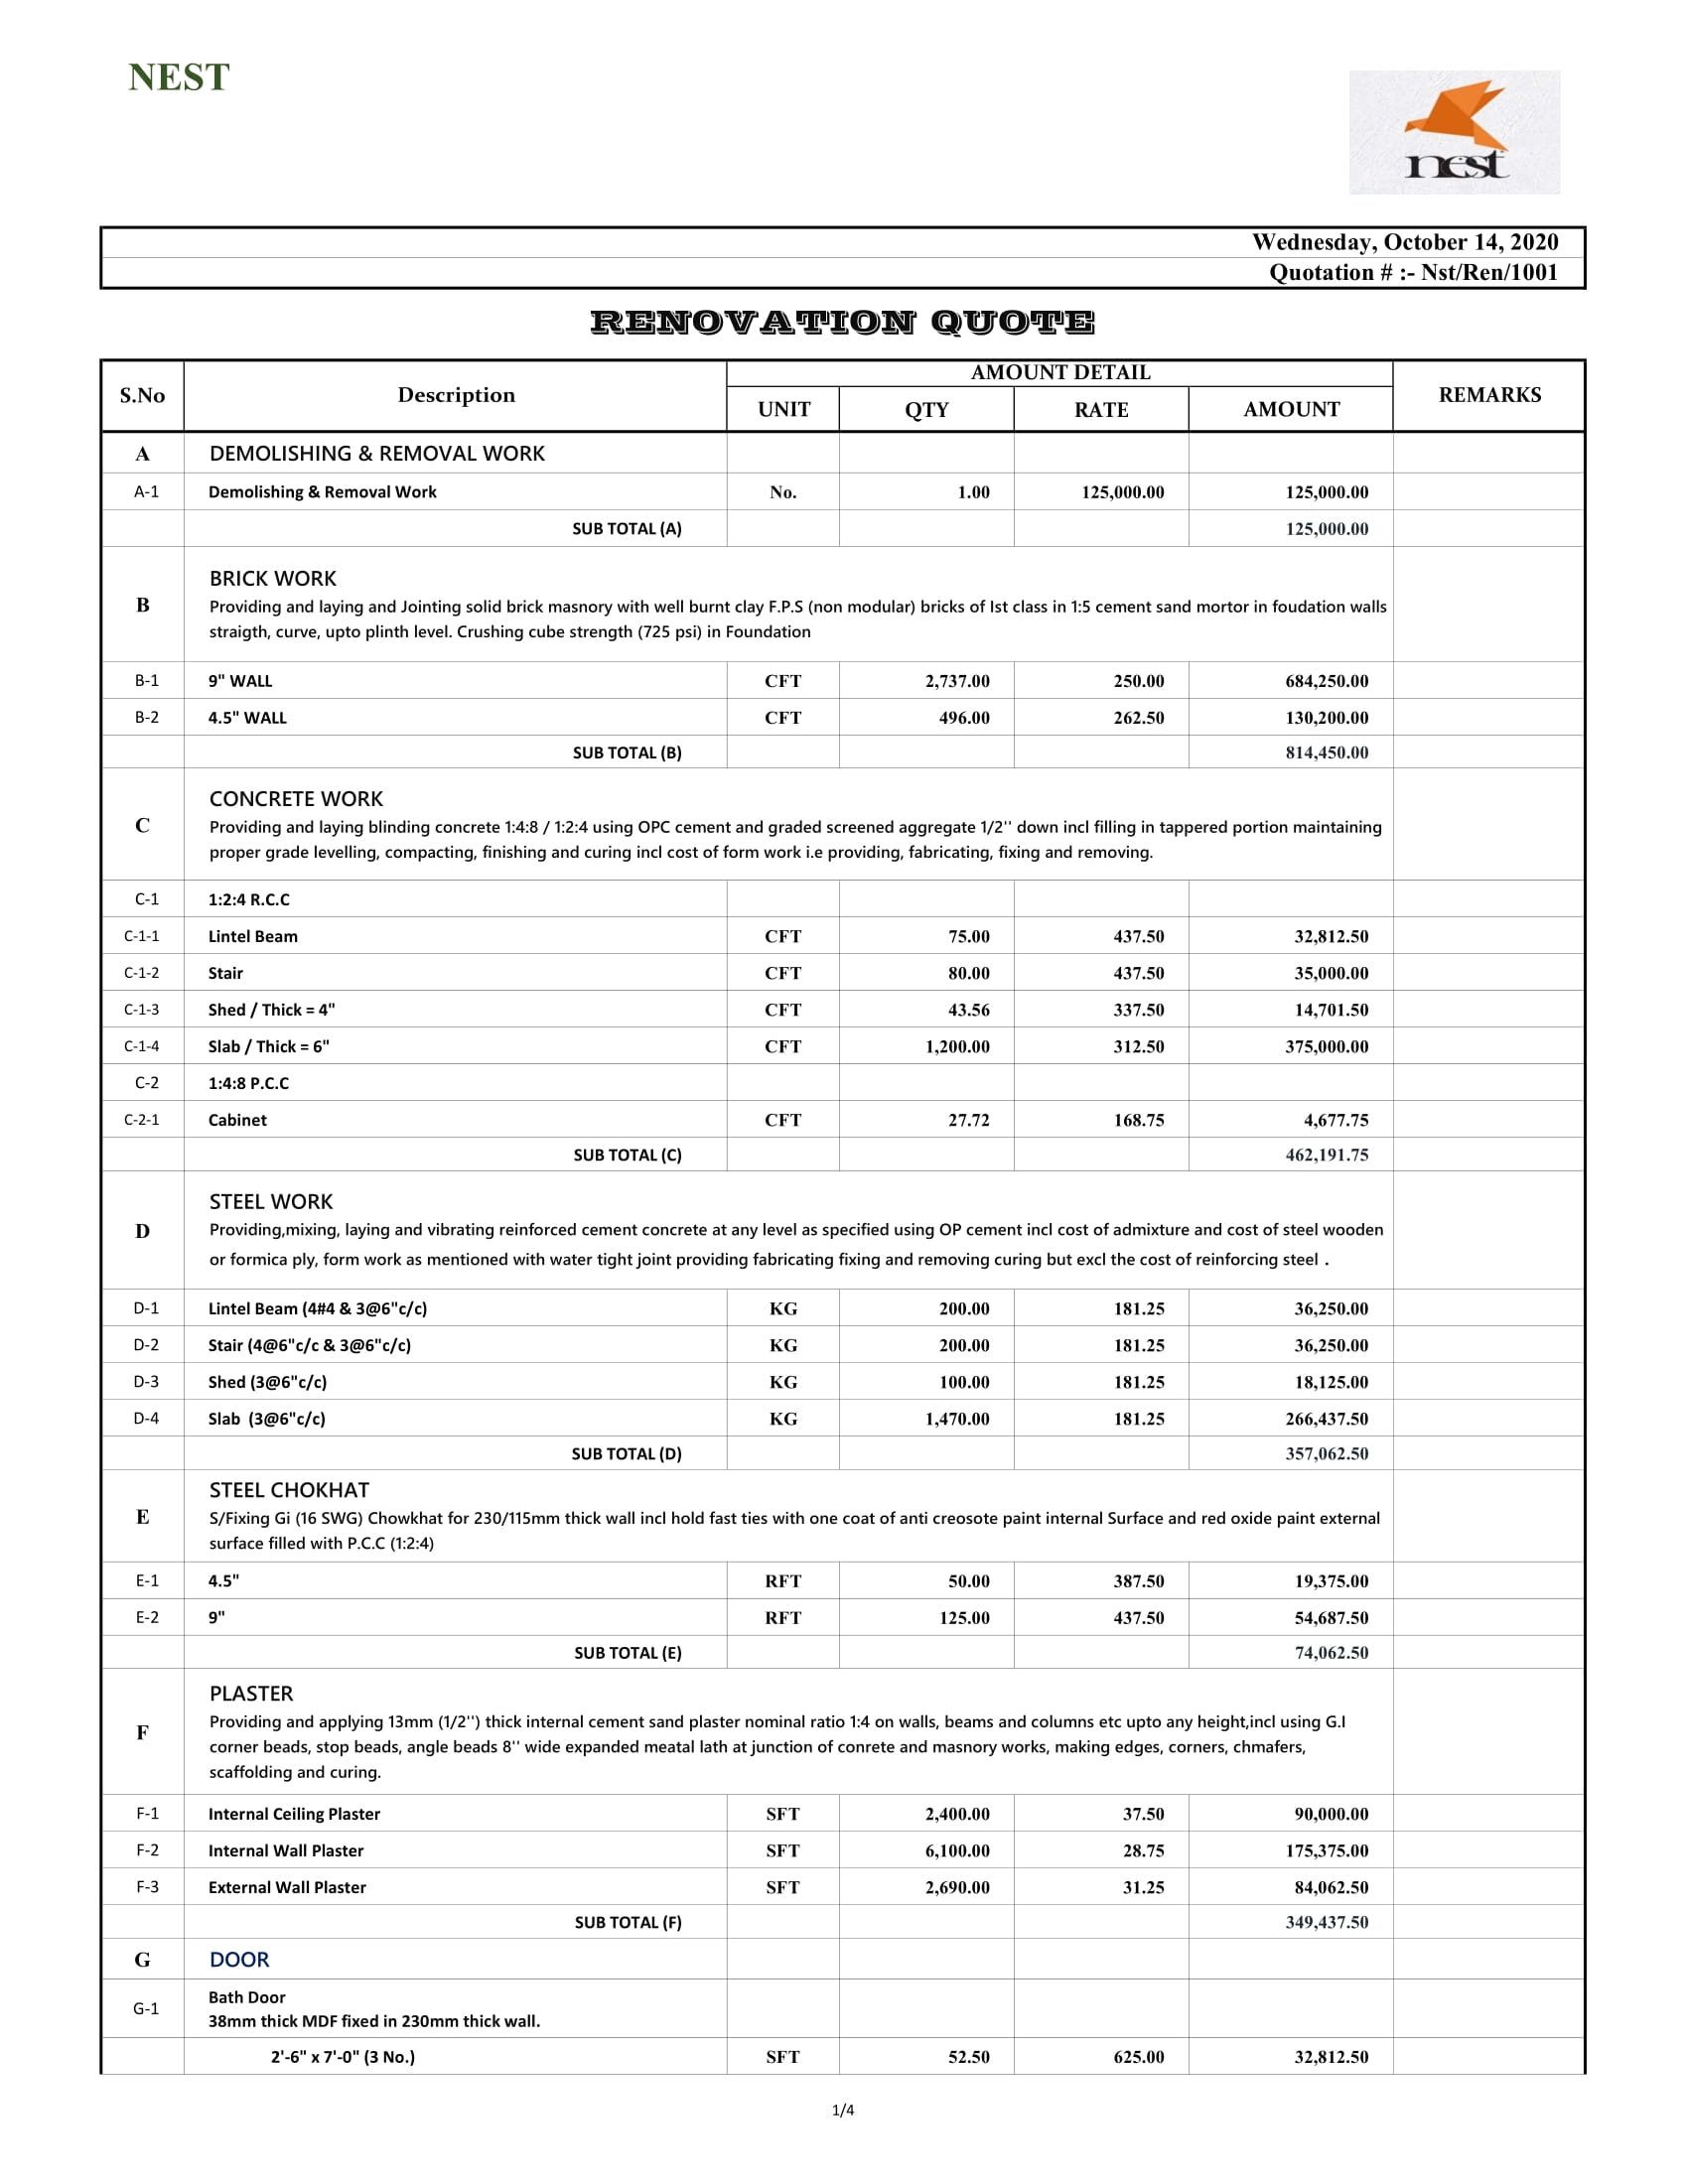 NEST
nest
Wednesday, October 14, 2020
Quotation # :- Nst/Ren/1001
RENOVATION QUOTE
S.No Description AMOUNT DETAIL REMARKS
UNIT QTY RATE AMOUNT
A DEMOLISHING & REMOVAL WORK
A-1 Demolishing & Removal Work No. 1.00 125,000.00 125,000.00
SUB TOTAL (A) 125,000.00
B BRICK WORK
Providing and laying and Jointing solid brick masnory with well burnt clay F.P.S (non modular) bricks of Ist class in 1:5 cement sand mortor in foudation walls
straigth, curve, upto plinth level. Crushing cube strength (725 psi) in Foundation
B-1 9" WALL CFT 2,737.00 250.00 684,250.00
B-2 4.5" WALL CFT 496.00 262.50 130,200.00
SUB TOTAL (B) 814,450.00
C CONCRETE WORK
Providing and laying blinding concrete 1:4:8 / 1:2:4 using OPC cement and graded screened aggregate 1/2'' down incl filling in tappered portion maintaining
proper grade levelling, compacting, finishing and curing incl cost of form work i.e providing, fabricating, fixing and removing.
C-1 1:2:4 R.C.C
C-1-1 Lintel Beam CFT 75.00 437.50 32,812.50
C-1-2 Stair CFT 80.00 437.50 35,000.00
C-1-3 Shed / Thick = 4" CFT 43.56 337.50 14,701.50
C-1-4 Slab / Thick = 6" CFT 1,200.00 312.50 375,000.00
C-2 1:4:8 P.C.C
C-2-1 Cabinet CFT 27.72 168.75 4,677.75
SUB TOTAL (C) 462,191.75
D STEEL WORK
Providing,mixing, laying and vibrating reinforced cement concrete at any level as specified using OP cement incl cost of admixture and cost of steel wooden
or formica ply, form work as mentioned with water tight joint providing fabricating fixing and removing curing but excl the cost of reinforcing steel .
D-1 Lintel Beam (4#4 & 3@6"c/c) KG 200.00 181.25 36,250.00
D-2 Stair (4@6"c/c & 3@6"c/c) KG 200.00 181.25 36,250.00
D-3 Shed (3@6"c/c) KG 100.00 181.25 18,125.00
D-4 Slab (3@6"c/c) KG 1,470.00 181.25 266,437.50
SUB TOTAL (D) 357,062.50
E STEEL CHOKHAT
S/Fixing Gi (16 SWG) Chowkhat for 230/115mm thick wall incl hold fast ties with one coat of anti creosote paint internal Surface and red oxide paint external
surface filled with P.C.C (1:2:4)
E-1 4.5" RFT 50.00 387.50 19,375.00
E-2 9" RFT 125.00 437.50 54,687.50
SUB TOTAL (E) 74,062.50
F PLASTER
Providing and applying 13mm (1/2'') thick internal cement sand plaster nominal ratio 1:4 on walls, beams and columns etc upto any height,incl using G.I
corner beads, stop beads, angle beads 8'' wide expanded meatal lath at junction of conrete and masnory works, making edges, corners, chmafers,
scaffolding and curing.
F-1 Internal Ceiling Plaster SFT 2,400.00 37.50 90,000.00
F-2 Internal Wall Plaster SFT 6,100.00 28.75 175,375.00
F-3 External Wall Plaster SFT 2,690.00 31.25 84,062.50
SUB TOTAL (F) 349,437.50
G DOOR
G-1 Bath Door
38mm thick MDF fixed in 230mm thick wall.
2'-6" x 7'-0" (3 No.) SFT 52.50 625.00 32,812.50
1/4